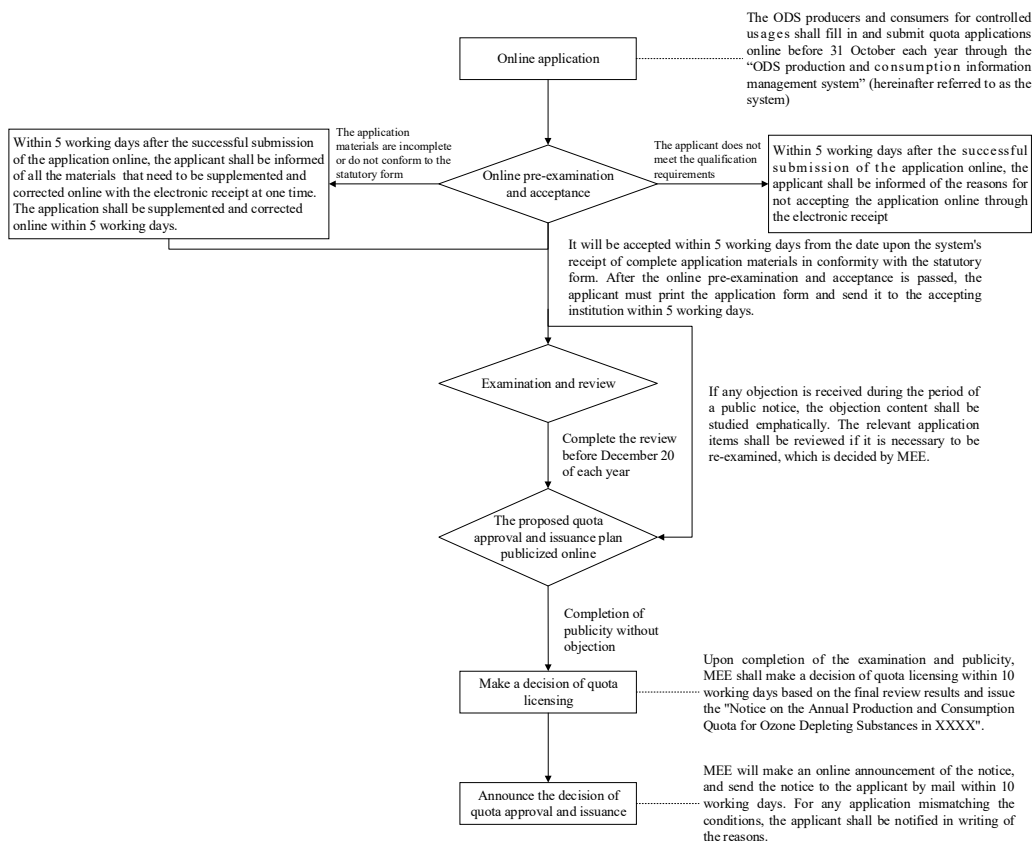 The ODS producers and consumers for controlled
usages shall fill in and submit quota applications
online before 31 October each year through the
“ODS production and consumption information
management system” (hereinafter referred to as the
system)
Online application
Within 5 working days after the successful submission
of the application online, the applicant shall be informed
of all the materials that need to be supplemented and
corrected online with the electronic receipt at one time.
The application shall be supplemented and corrected
online within 5 working days.
The application
materials are incomplete
or do not conform to the
statutory form
Online pre-examination
and acceptance
The applicant does not
meet the qualification
requirements
Within 5 working days after the successful
submission of the application online, the
applicant shall be informed of the reasons for
not accepting the application online through
the electronic receipt
It will be accepted within 5 working days from the date upon the system's
receipt of complete application materials in conformity with the statutory
form. After the online pre-examination and acceptance is passed, the
applicant must print the application form and send it to the accepting
institution within 5 working days.
Examination and review
If any objection is received during the period of
a public notice, the objection content shall be
studied emphatically. The relevant application
items shall be reviewed if it is necessary to be
re-examined, which is decided by MEE.
Complete the review
before December 20
of each year
The proposed quota
approval and issuance plan
publicized online
Completion of
publicity without
objection
Make a decision of quota
licensing
Upon completion of the examination and publicity,
MEE shall make a decision of quota licensing within 10
working days based on the final review results and issue
the "Notice on the Annual Production and Consumption
Quota for Ozone Depleting Substances in XXXX".
Announce the decision of
quota approval and issuance
MEE will make an online announcement of the notice,
and send the notice to the applicant by mail within 10
working days. For any application mismatching the
conditions, the applicant shall be notified in writing of
the reasons.